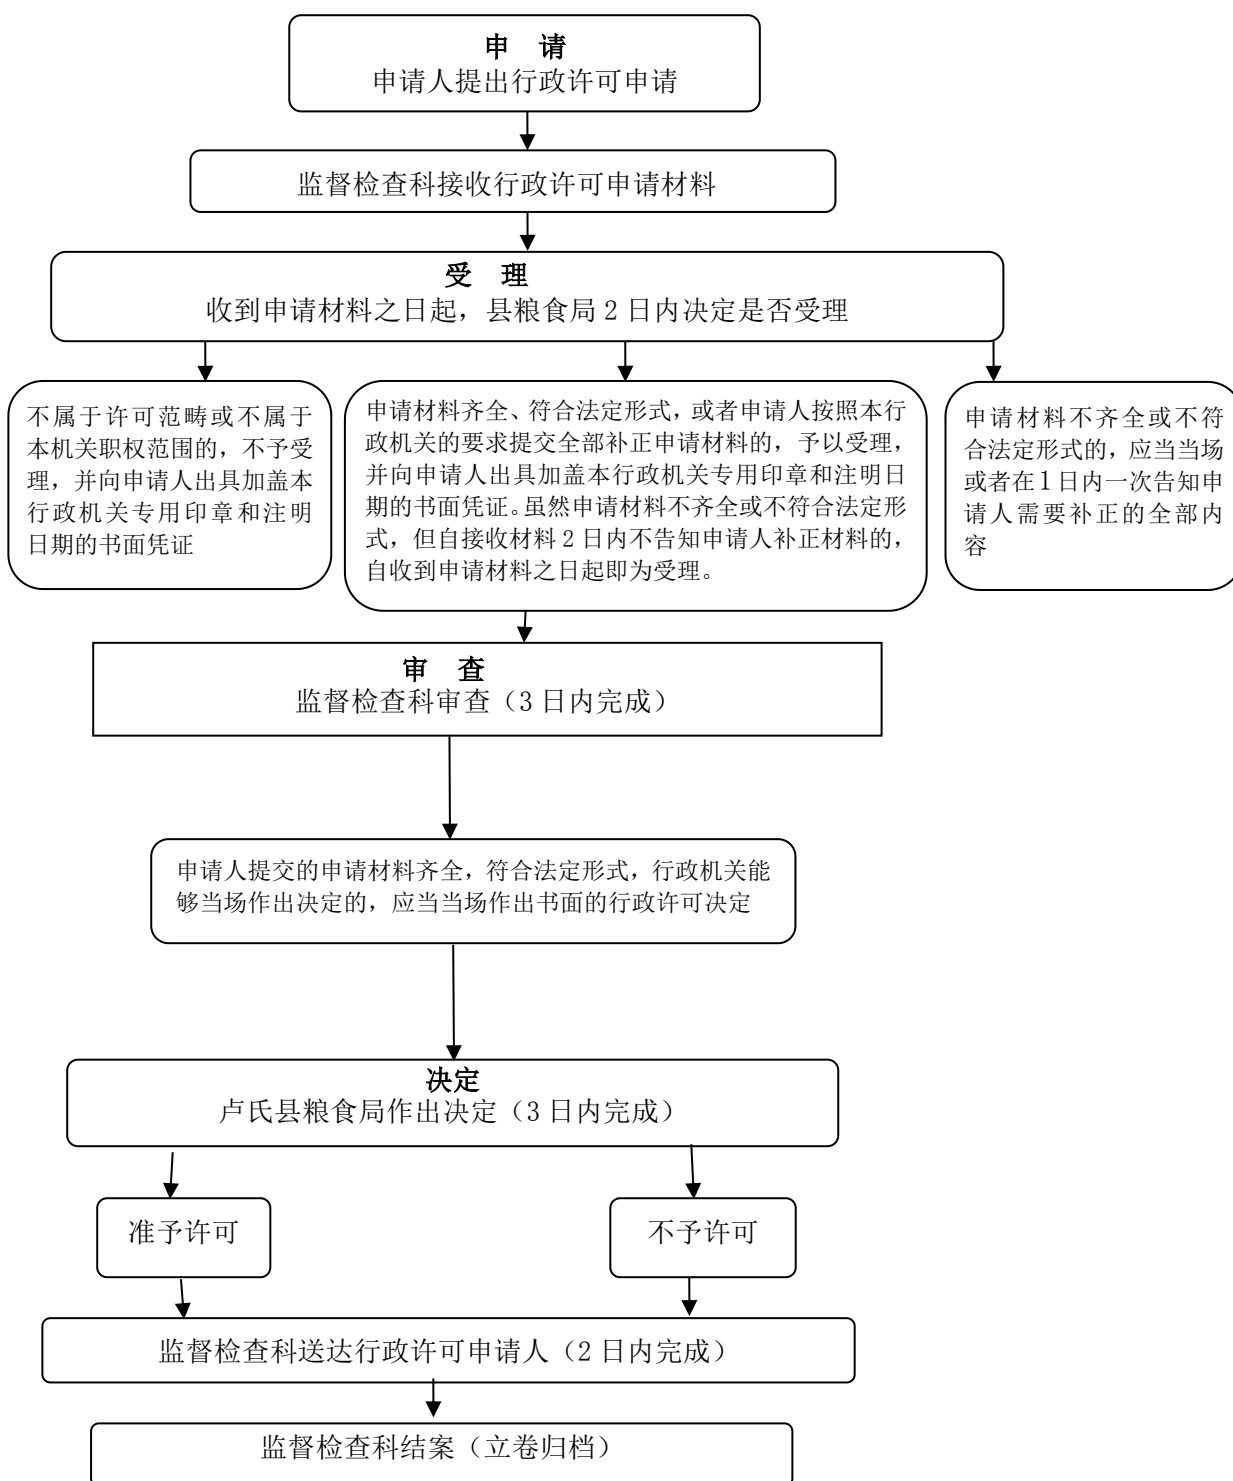 申　请
申请人提出行政许可申请
监督检查科接收行政许可申请材料
受　理
收到申请材料之日起，县粮食局 2 日内决定是否受理
不属于许可范畴或不属于
本机关职权范围的，不予受
理，并向申请人出具加盖本
行政机关专用印章和注明
日期的书面凭证
申请材料齐全、符合法定形式，或者申请人按照本行
政机关的要求提交全部补正申请材料的，予以受理，
并向申请人出具加盖本行政机关专用印章和注明日
期的书面凭证。虽然申请材料不齐全或不符合法定形
式，但自接收材料 2 日内不告知申请人补正材料的，
自收到申请材料之日起即为受理。
申请材料不齐全或不符
合法定形式的，应当当场
或者在 1 日内一次告知申
请人需要补正的全部内
容
审　查
监督检查科审查（3 日内完成）
申请人提交的申请材料齐全，符合法定形式，行政机关能
够当场作出决定的，应当当场作出书面的行政许可决定
决定
卢氏县粮食局作出决定（3 日内完成）
准予许可
不予许可
监督检查科送达行政许可申请人（2 日内完成）
监督检查科结案（立卷归档）